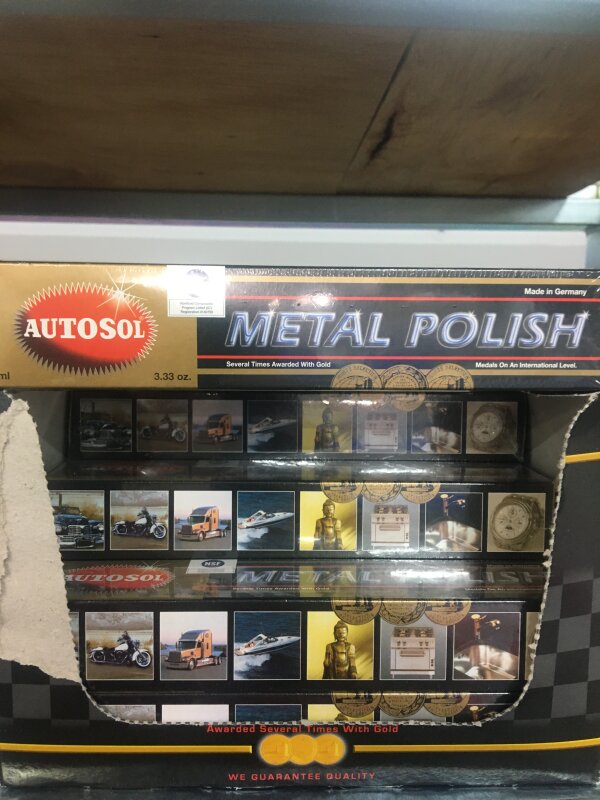 Made in Germany
AUTOSOL
METAL POLISH
ml
3.33 oz.
Several Times Awarded With Gold
Medals On An International Level.
AUTOSOL
NSF
METAL POLISH
Awarded Several Times With Gold
WE GUARANTEE QUALITY